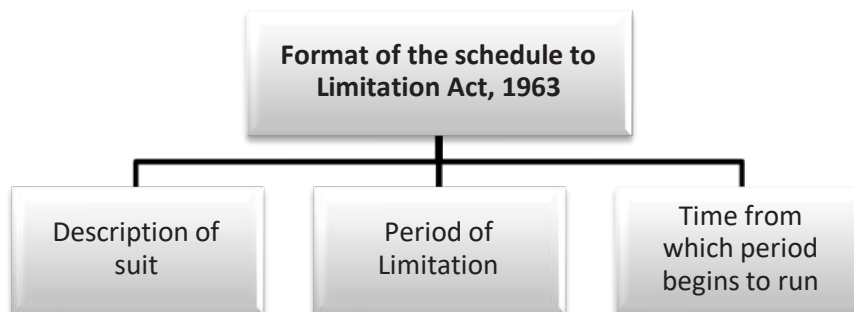 Format of the schedule to
Limitation Act, 1963
Description of
suit
Period of
Limitation
Time from
which period
begins to run